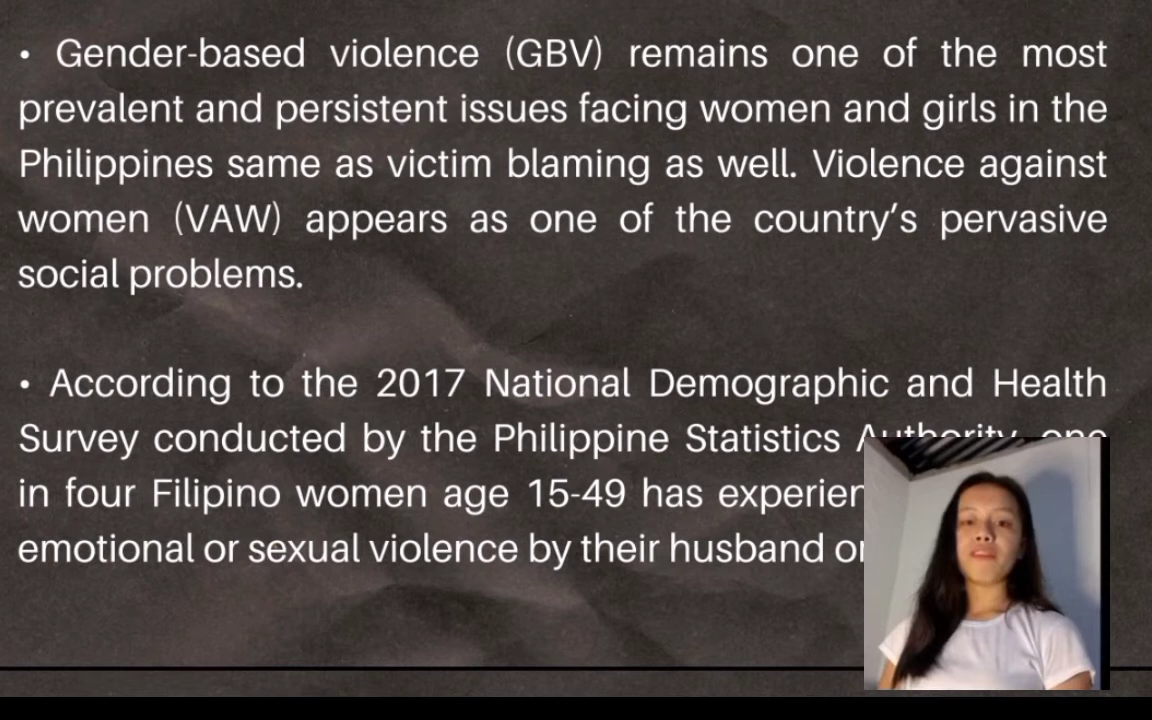 • Gender-based violence (GBV) remains one of the most
prevalent and persistent issues facing women and girls in the
Philippines same as victim blaming as well. Violence against
women (VAW) appears as one of the country’s pervasive
social problems.
• According to the 2017 National Demographic and Health
Survey conducted by the Philippine Statistics Authority, one
in four Filipino women age 15-49 has
emotional or sexual violence by their husband or